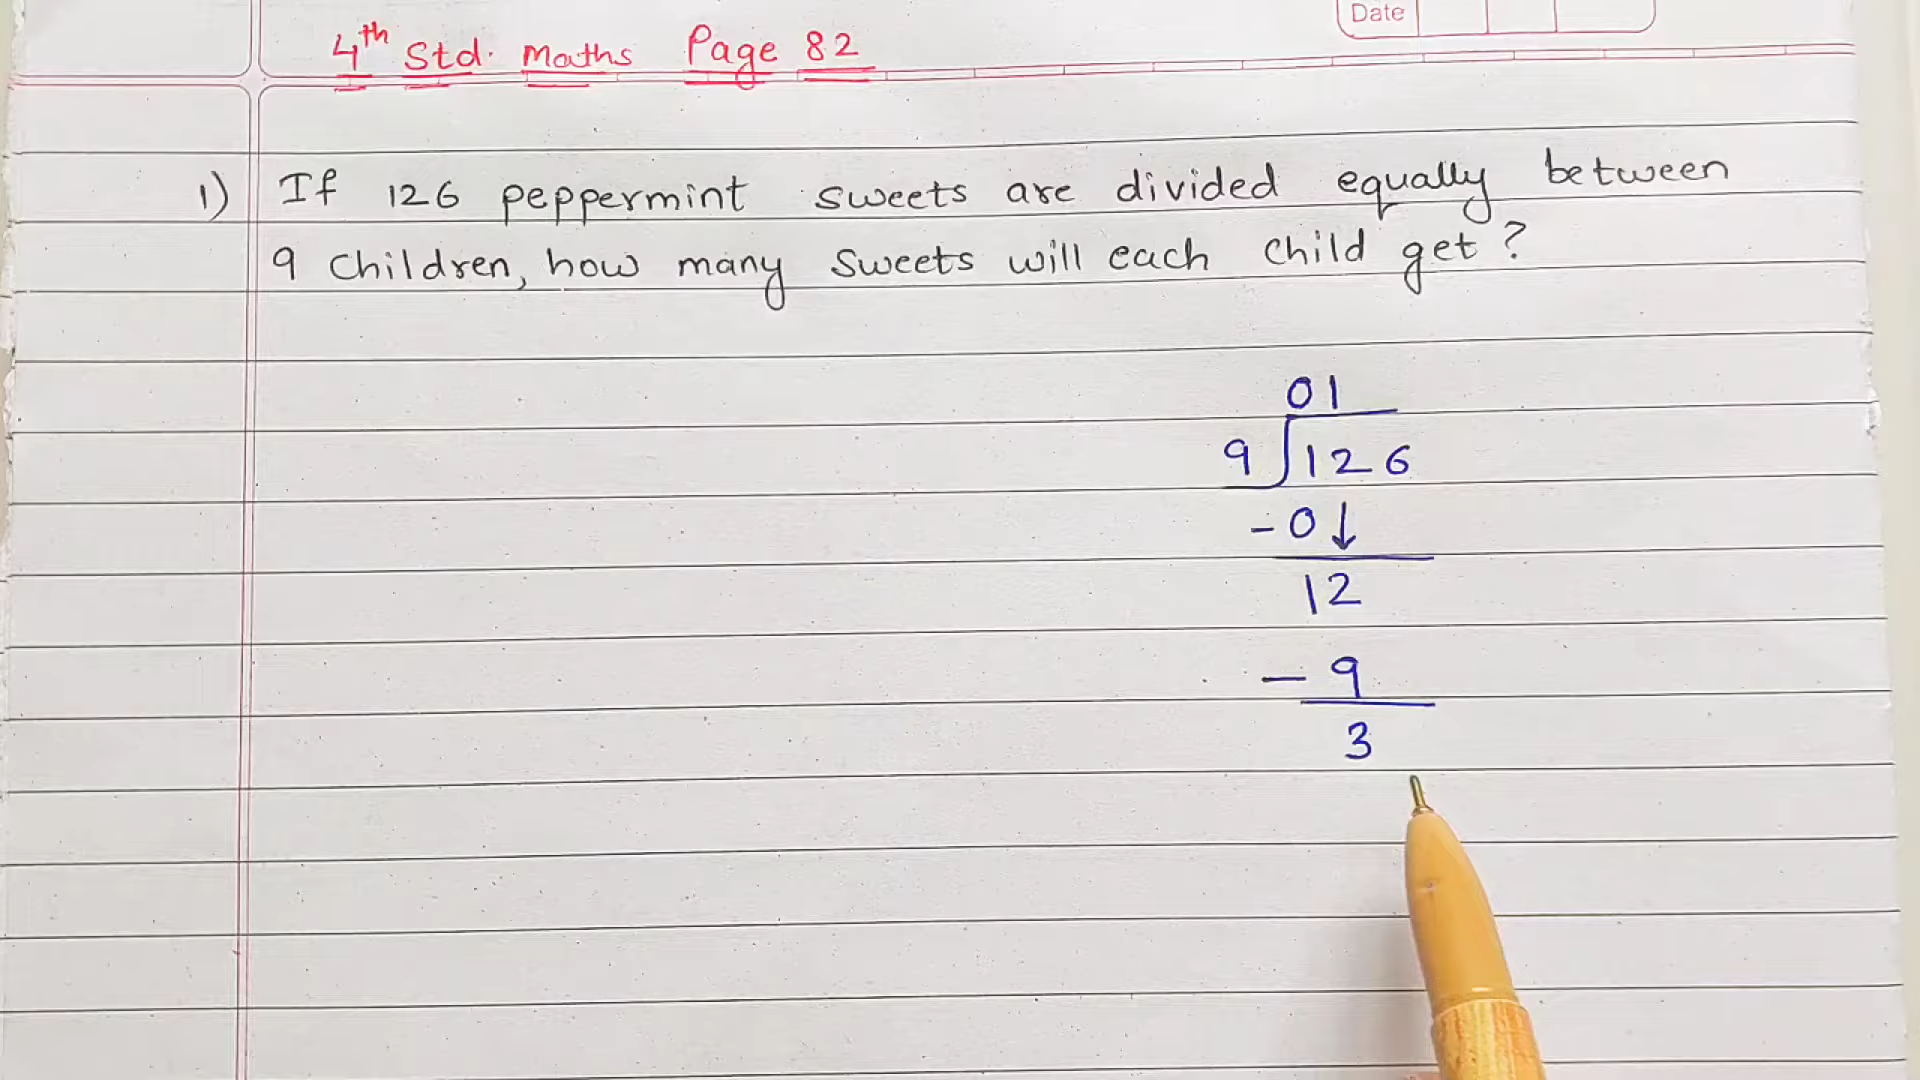 Date
4th Std. Maths Page 82
1) If 126 peppermint sweets are divided equally between
9 children, how many sweets will each child get?
01
9 126
- 0 ↓
12
- 9
3